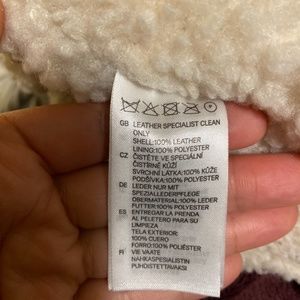 GB LEATHER SPECIALIST CLEAN
ONLY
SHELL:100% LEATHER
LINING:100% POLYESTER
CZ ČISTĚTE VE SPECIÁLNÍ
ČISTÍRNĚ KŮŽÍ
SVRCHNÍ LÁTKA:100% KŮŽE
PODŠÍVKA:100% POLYESTER
DE LEDER NUR MIT
SPEZIALLEDERREINIGER
OBERMATERIAL:100% LEDER
FUTTER:100% POLYESTER
ES ENTREGAR LA PRENDA
AL PELETERO PARA SU
LIMPIEZA
TELA EXTERIOR:
100% CUERO
FORRO:100% POLIÉSTER
FI VIE VAATE
NAHKASPECIALISTIN
PUHDISTETTAVAKSI